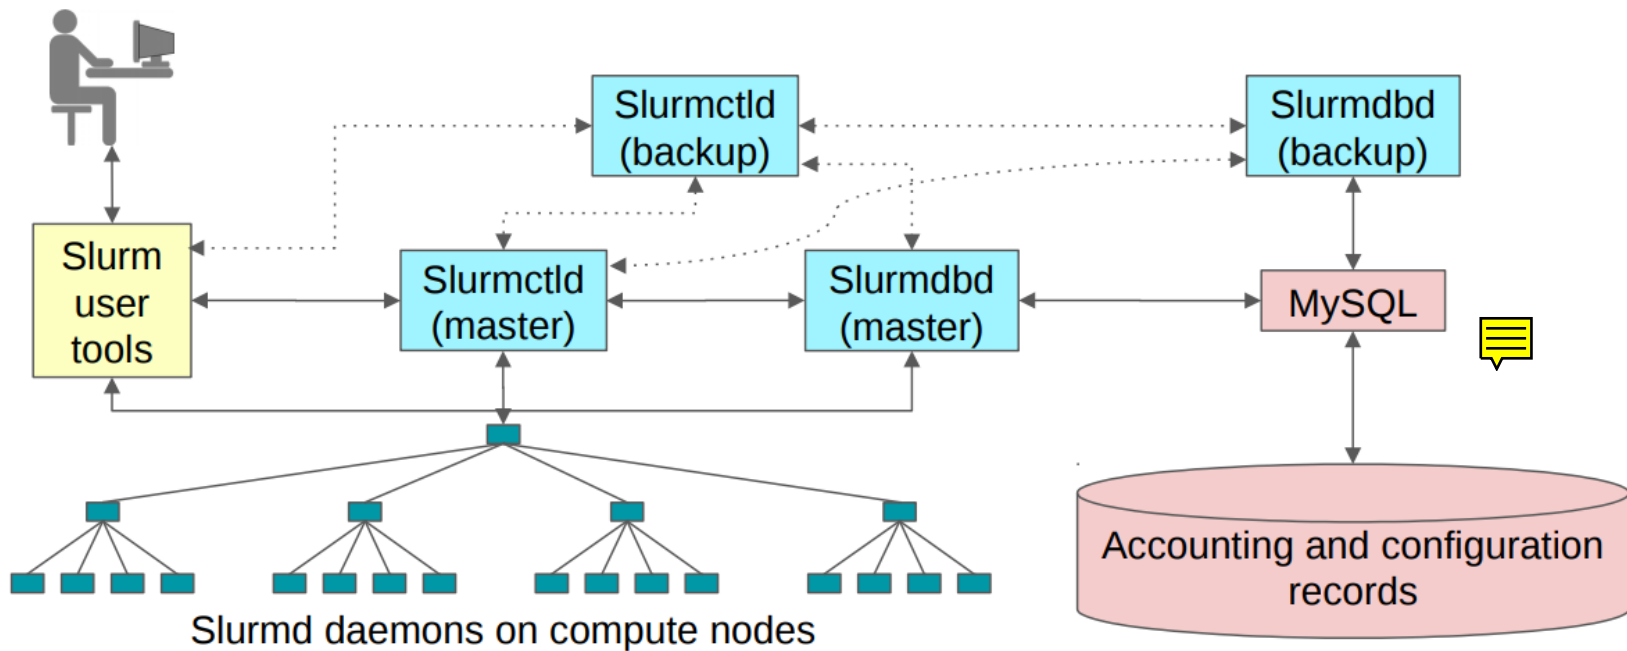 Slurmctld
(backup)
Slurmdbd
(backup)
Slurm
user
tools
Slurmctld
(master)
Slurmdbd
(master)
MySQL
Accounting and configuration
records
Slurmd daemons on compute nodes